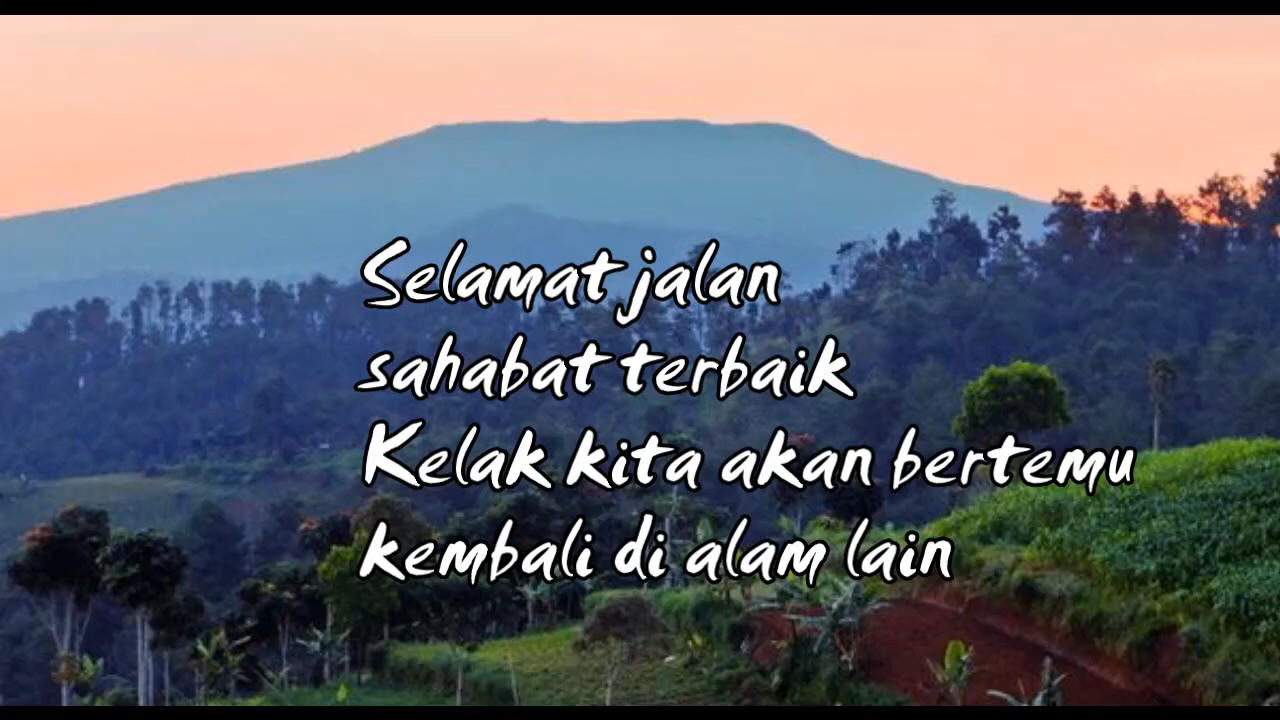 Selamat jalan
sahabat terbaik
Kelak kita akan bertemu
kembali di alam lain